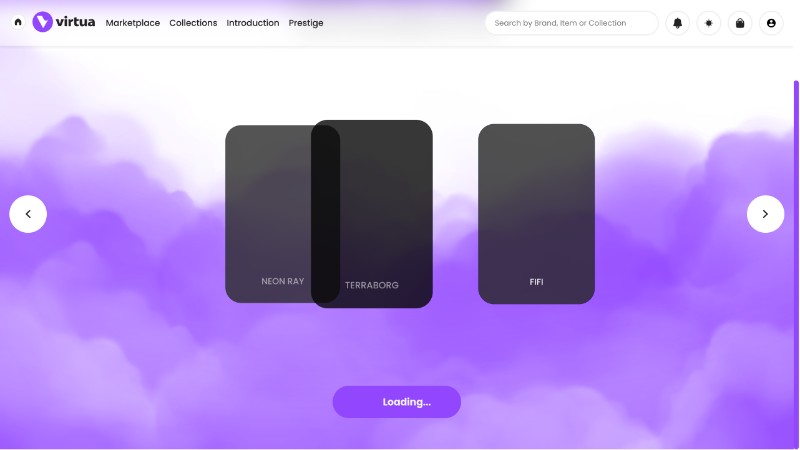 virtua
Marketplace Collections Introduction Prestige
Search by Brand, Item or Collection
NEON RAY
TERRABORG
FIFI
Loading...